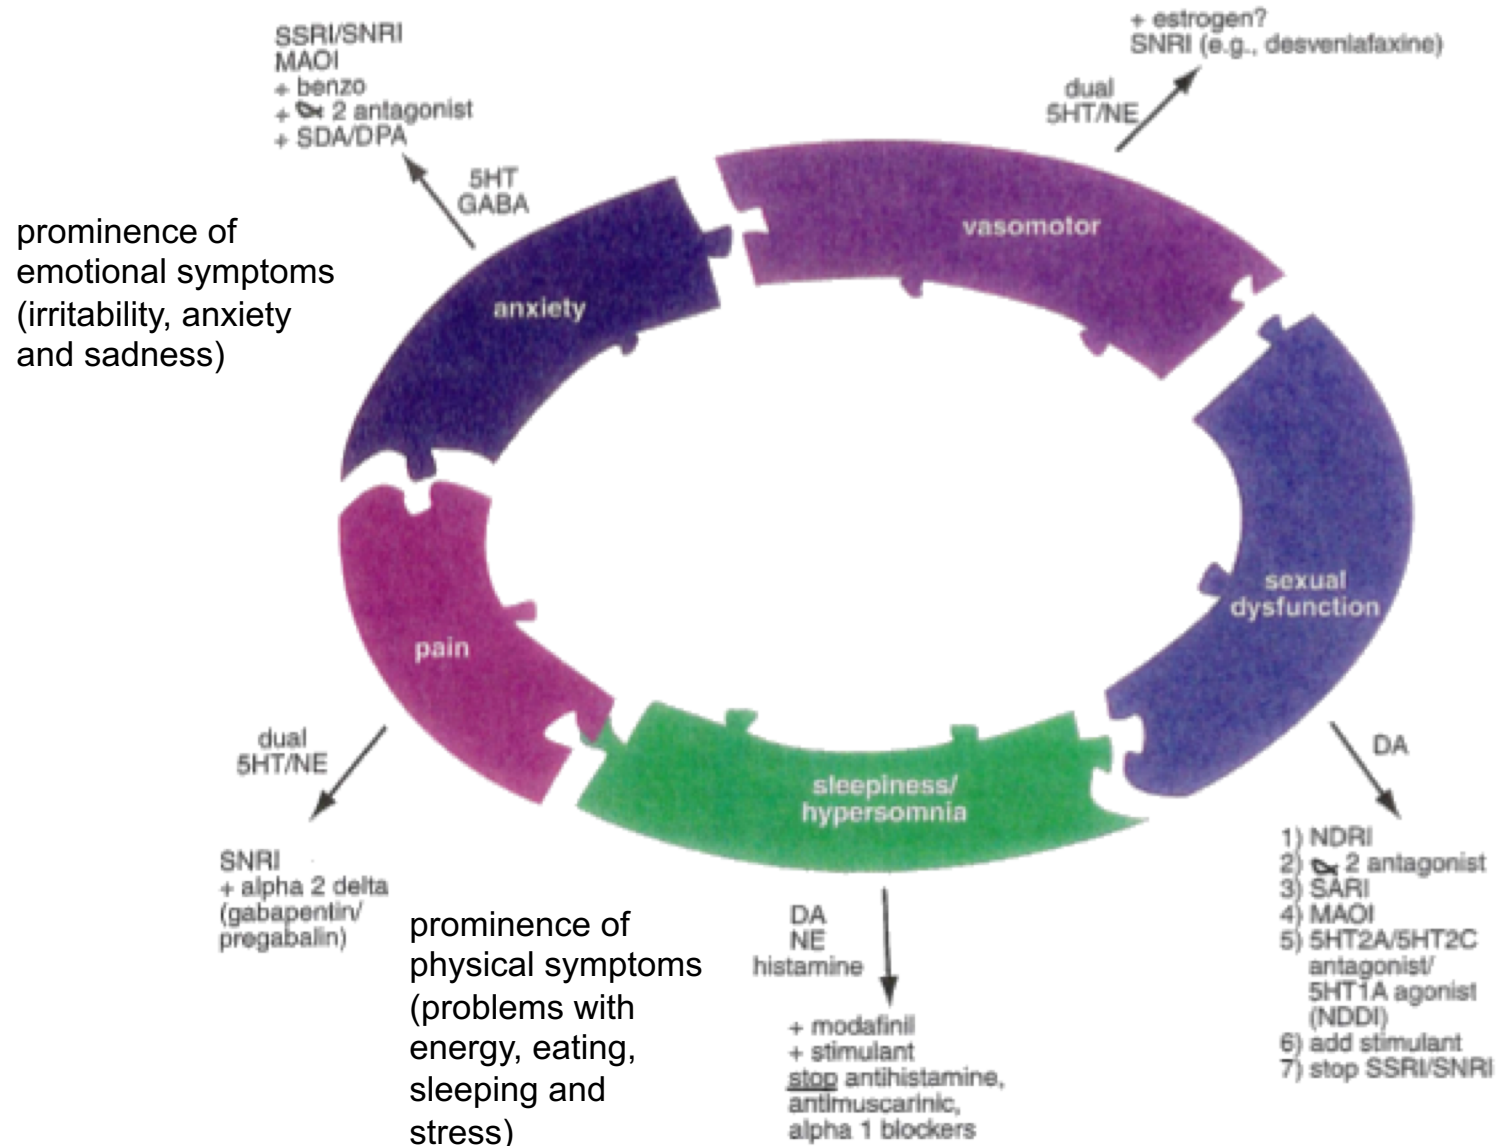 SSRI/SNRI
MAOI
+ benzo
+ α 2 antagonist
+ SDA/DPA
5HT
GABA
+ estrogen?
SNRI (e.g., desvenlafaxine)
dual
5HT/NE
prominence of
emotional symptoms
(irritability, anxiety
and sadness)
anxiety
vasomotor
sexual
dysfunction
pain
sleepiness/
hypersomnia
dual
5HT/NE
SNRI
+ alpha 2 delta
(gabapentin/
pregabalin)
prominence of
physical symptoms
(problems with
energy, eating,
sleeping and
stress)
DA
NE
histamine
+ modafinil
+ stimulant
stop antihistamine,
antimuscarinic,
alpha 1 blockers
DA
1) NDRI
2) α 2 antagonist
3) SARI
4) MAOI
5) 5HT2A/5HT2C
antagonist/
5HT1A agonist
(NDDI)
6) add stimulant
7) stop SSRI/SNRI